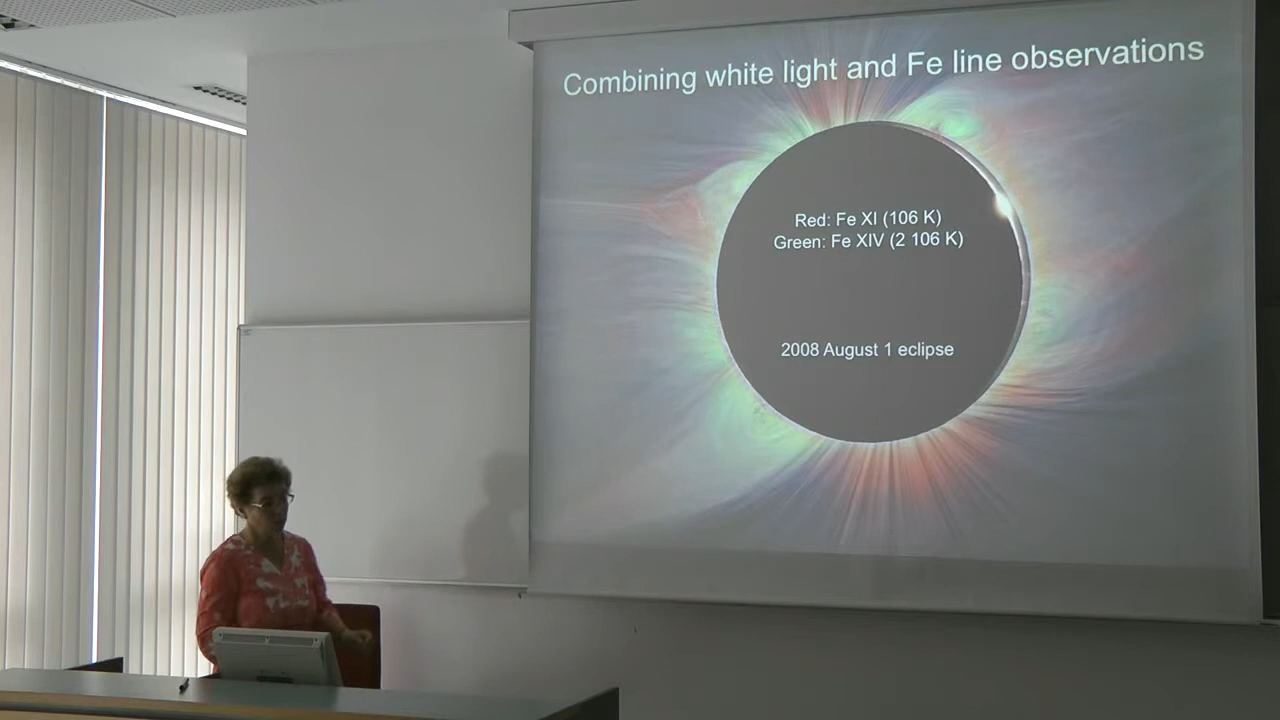 Combining white light and Fe line observations
Red: Fe XI (106 K)
Green: Fe XIV (2 106 K)
2008 August 1 eclipse